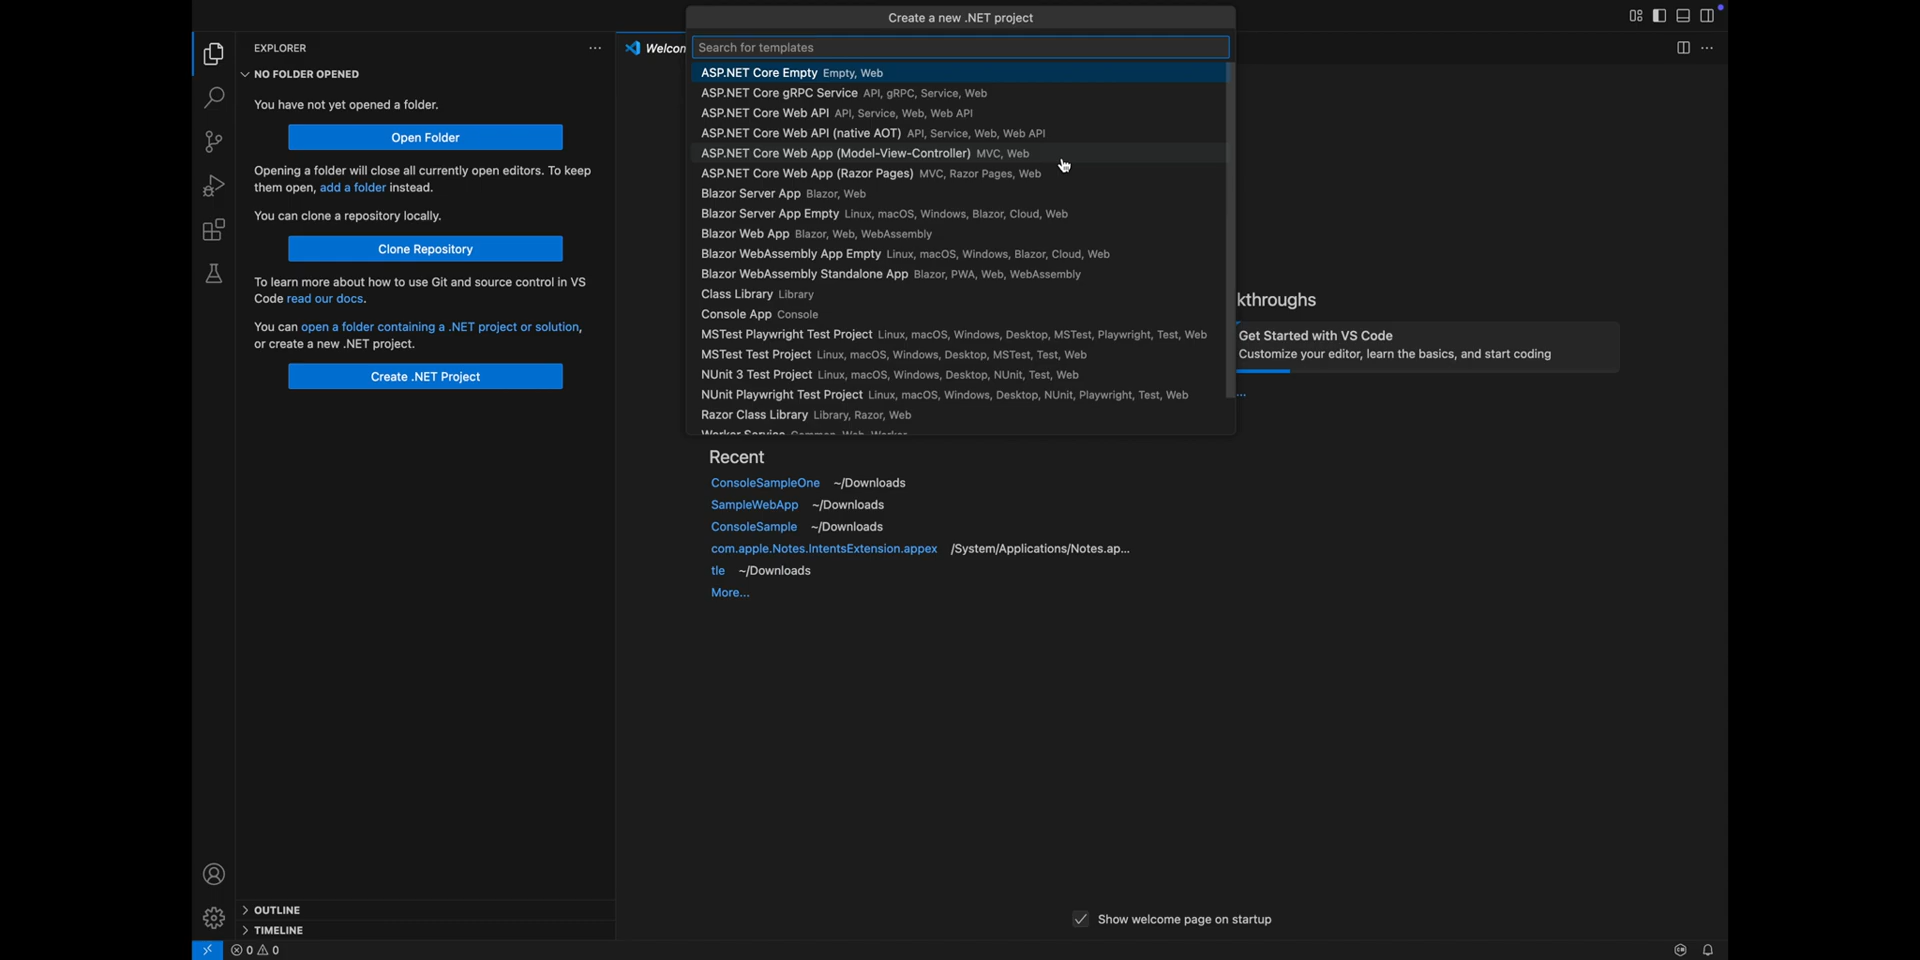 Create a new .NET project
Search for templates
EXPLORER
NO FOLDER OPENED
You have not yet opened a folder.
Open Folder
Opening a folder will close all currently open editors. To keep
them open, add a folder instead.
You can clone a repository locally.
Clone Repository
To learn more about how to use Git and source control in VS
Code read our docs.
You can open a folder containing a .NET project or solution,
or create a new .NET project.
Create .NET Project
OUTLINE
TIMELINE
0 0
Welcom
ASP.NET Core Empty Empty, Web
ASP.NET Core gRPC Service API, gRPC, Service, Web
ASP.NET Core Web API API, Service, Web, Web API
ASP.NET Core Web API (native AOT) API, Service, Web, Web API
ASP.NET Core Web App (Model-View-Controller) MVC, Web
ASP.NET Core Web App (Razor Pages) MVC, Razor Pages, Web
Blazor Server App Blazor, Web
Blazor Server App Empty Linux, macOS, Windows, Blazor, Cloud, Web
Blazor Web App Blazor, Web, WebAssembly
Blazor WebAssembly App Empty Linux, macOS, Windows, Blazor, Cloud, Web
Blazor WebAssembly Standalone App Blazor, PWA, Web, WebAssembly
Class Library Library
Console App Console
MSTest Playwright Test Project Linux, macOS, Windows, Desktop, MSTest, Playwright, Test, Web
MSTest Test Project Linux, macOS, Windows, Desktop, MSTest, Test, Web
NUnit 3 Test Project Linux, macOS, Windows, Desktop, NUnit, Test, Web
NUnit Playwright Test Project Linux, macOS, Windows, Desktop, NUnit, Playwright, Test, Web
Razor Class Library Library, Razor, Web
Worker Service Common, Web, Worker
kthroughs
Get Started with VS Code
Customize your editor, learn the basics, and start coding
...
Recent
ConsoleSampleOne ~/Downloads
SampleWebApp ~/Downloads
ConsoleSample ~/Downloads
com.apple.Notes.IntentsExtension.appex /System/Applications/Notes.ap...
tle ~/Downloads
More...
Show welcome page on startup